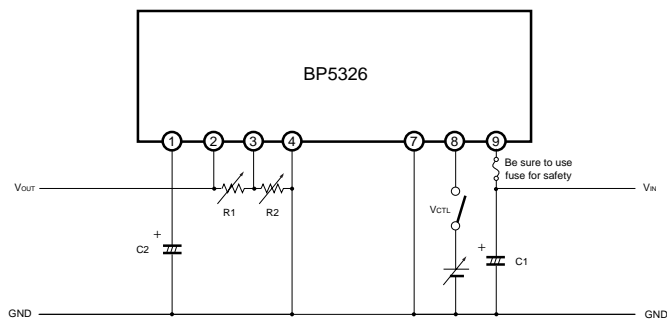 BP5326
1 2 3 4 7 8 9
Be sure to use
fuse for safety
VOUT
VIN
R1 R2
VCTL
+
C2
+
C1
GND
GND